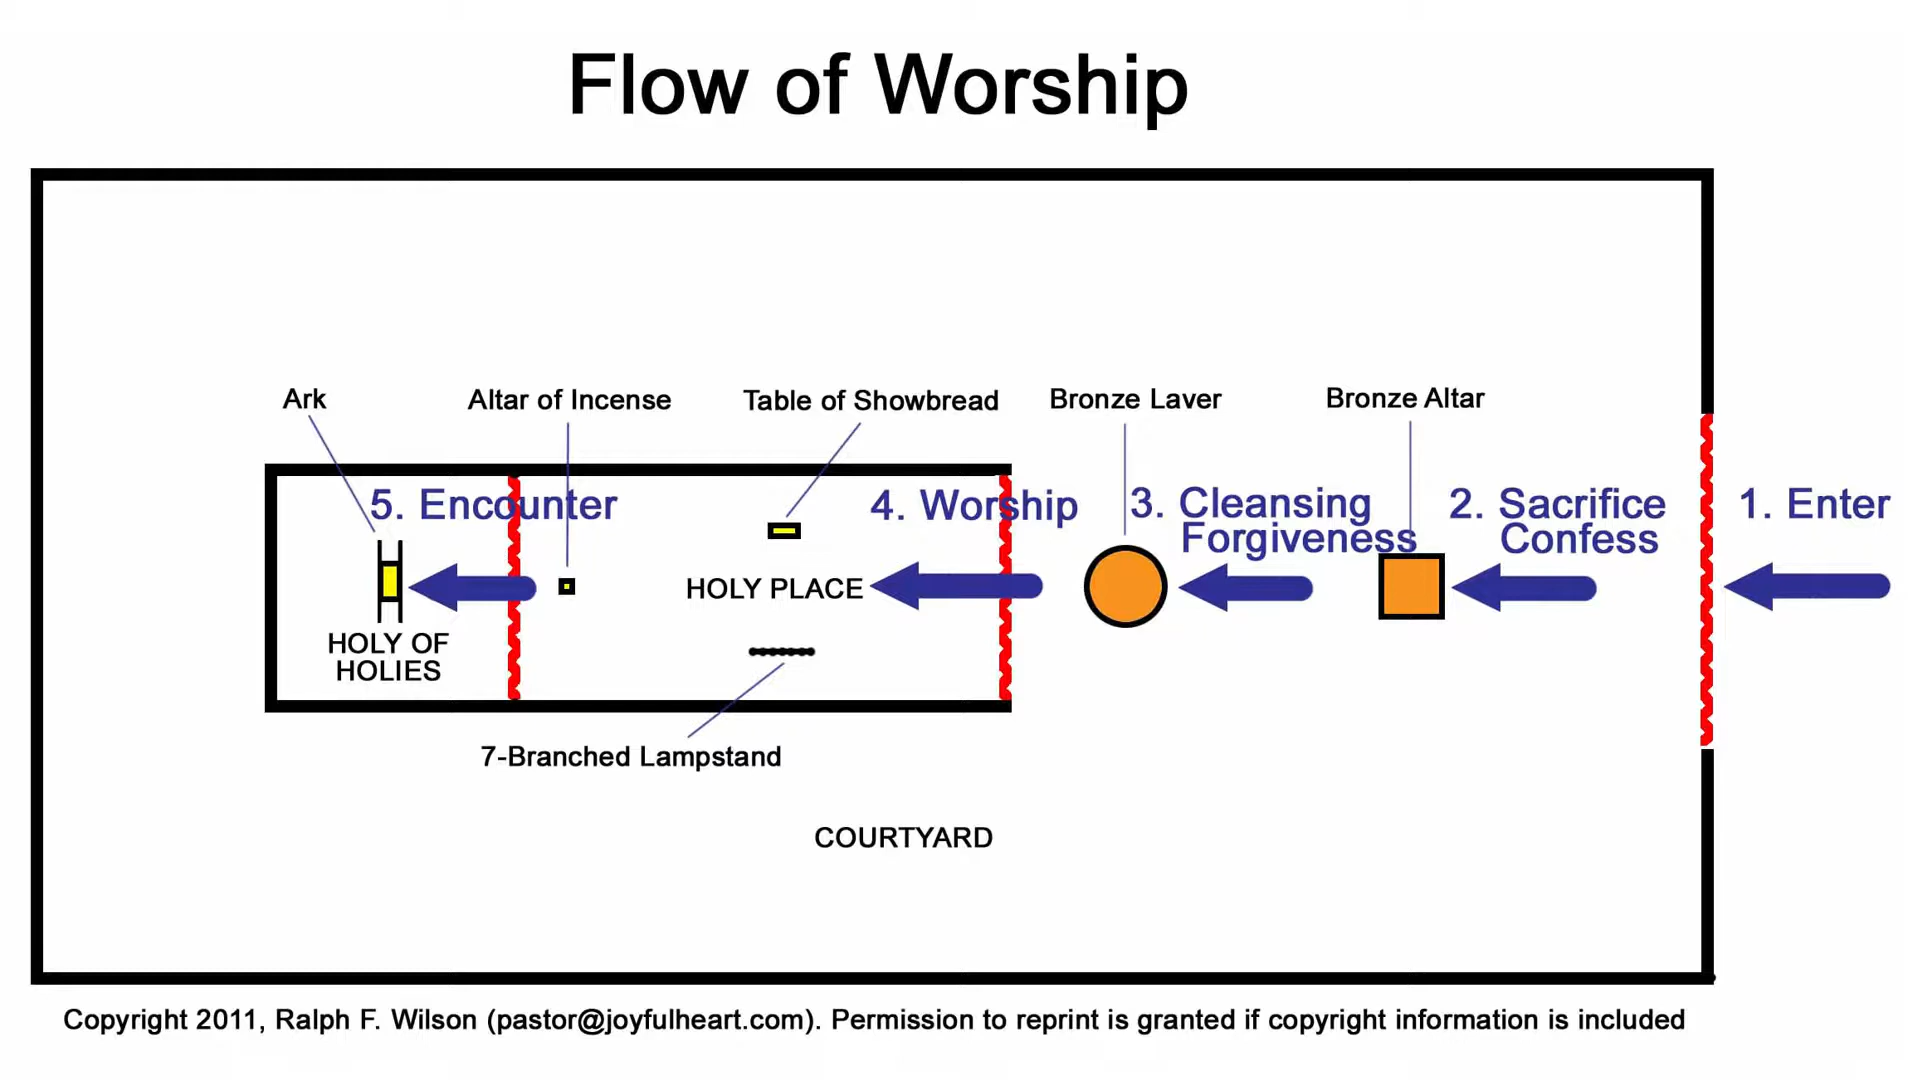 Flow of Worship
Ark
Altar of Incense
Table of Showbread
Bronze Laver
Bronze Altar
5. Encounter
4. Worship
3. Cleansing
Forgiveness
2. Sacrifice
Confess
1. Enter
HOLY PLACE
HOLY OF
HOLIES
7-Branched Lampstand
COURTYARD
Copyright 2011, Ralph F. Wilson (pastor@joyfulheart.com). Permission to reprint is granted if copyright information is included